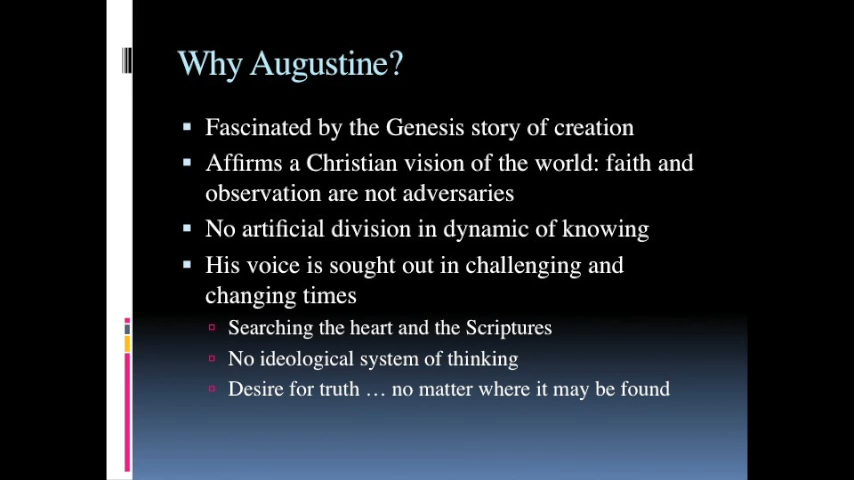 Why Augustine?
Fascinated by the Genesis story of creation
Affirms a Christian vision of the world: faith and
observation are not adversaries
No artificial division in dynamic of knowing
His voice is sought out in challenging and
changing times
Searching the heart and the Scriptures
No ideological system of thinking
Desire for truth … no matter where it may be found